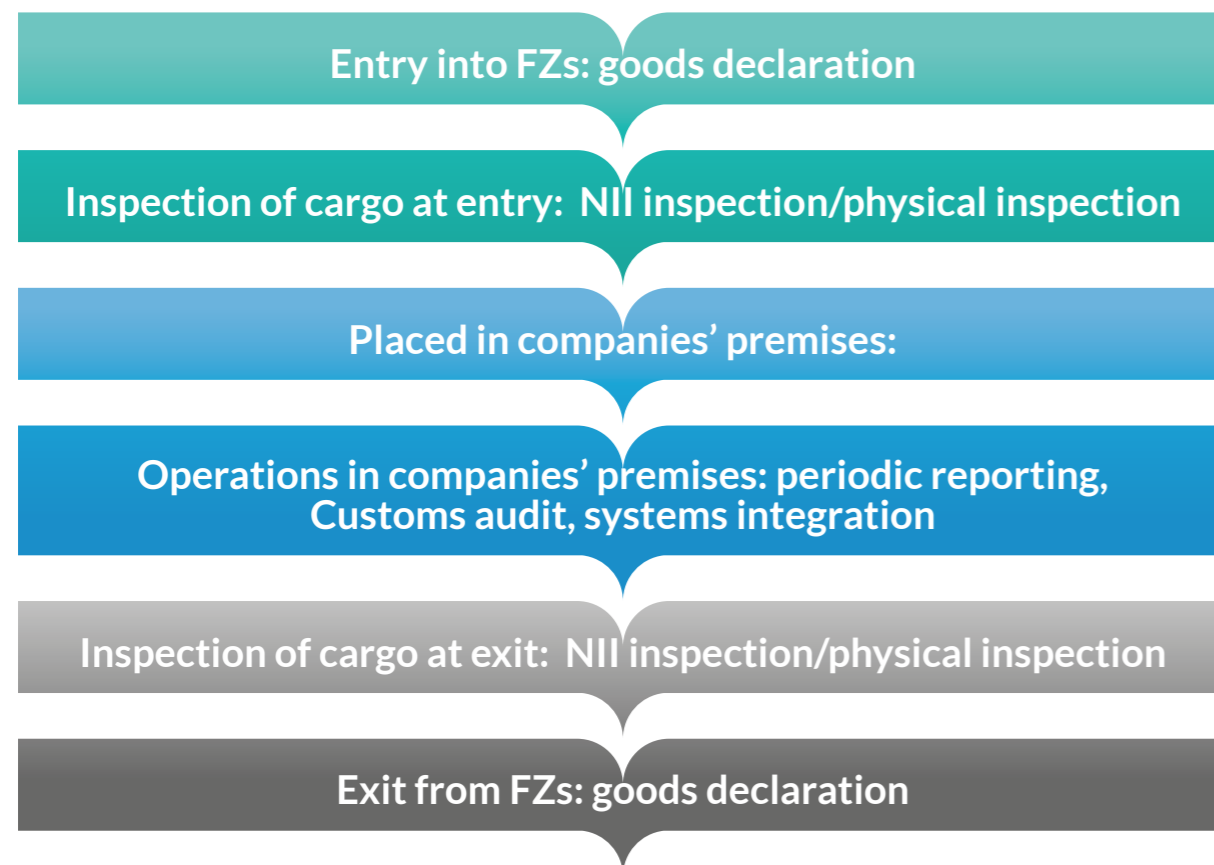 Entry into FZs: goods declaration
Inspection of cargo at entry:  NII inspection/physical inspection
Placed in companies’ premises:
Operations in companies’ premises: periodic reporting,
Customs audit, systems integration
Inspection of cargo at exit:  NII inspection/physical inspection
Exit from FZs: goods declaration